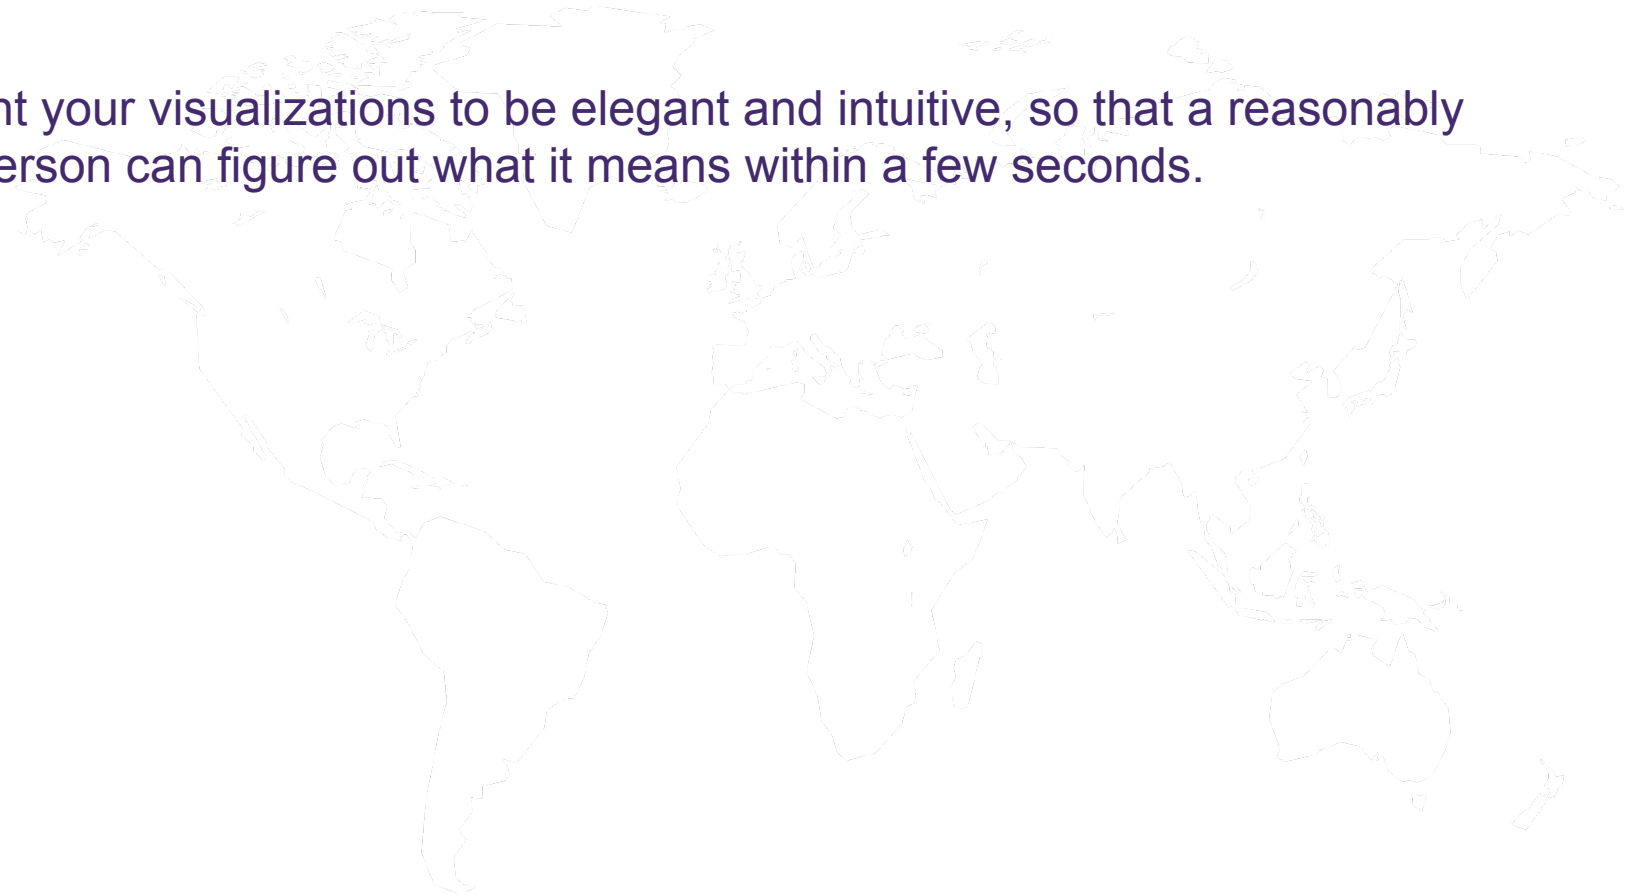 nt your visualizations to be elegant and intuitive, so that a reasonably
erson can figure out what it means within a few seconds.